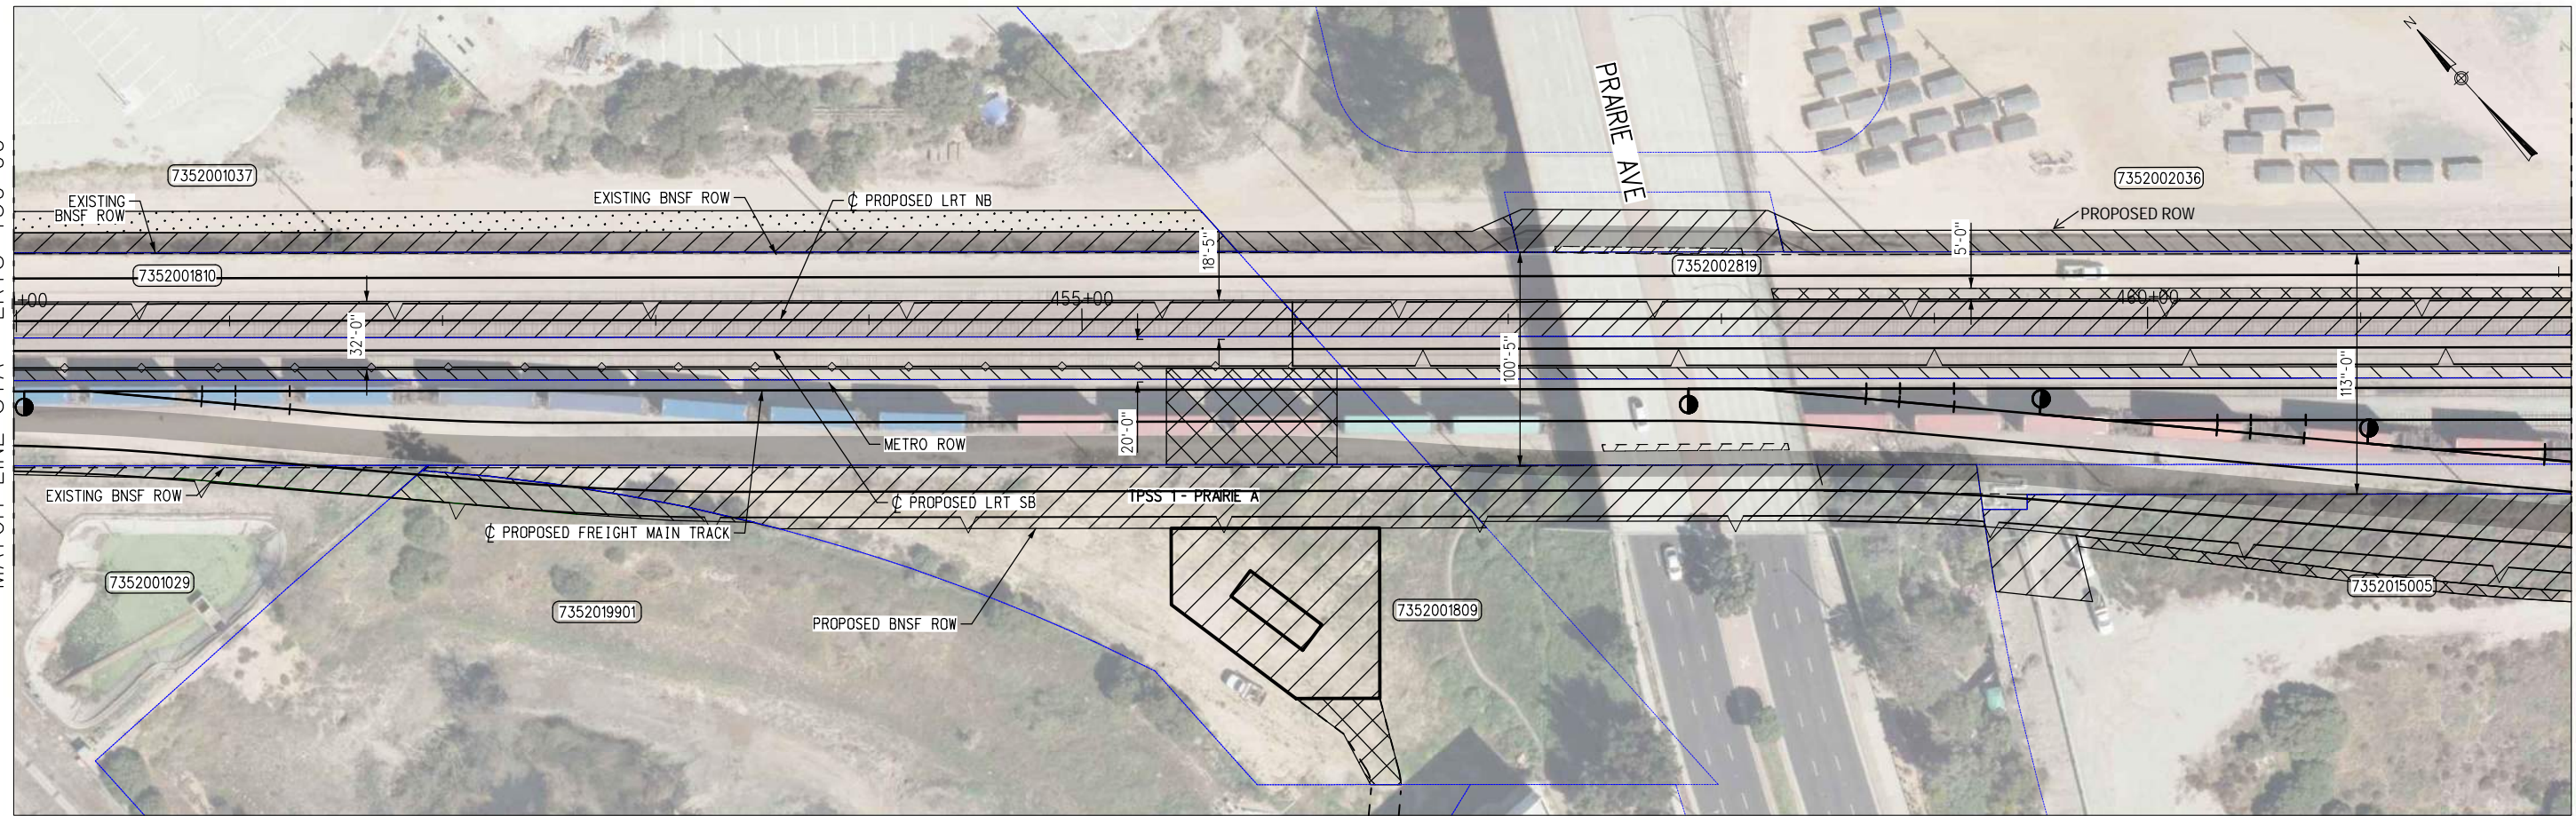 N
PRAIRIE AVE
7352001037
7352002036
EXISTING
BNSF ROW
EXISTING BNSF ROW
℄ PROPOSED LRT NB
PROPOSED ROW
18'-5"
5'-0"
7352001810
7352002819
+00
455+00
460+00
32'-0"
100'-5"
113'-0"
20'-0"
METRO ROW
EXISTING BNSF ROW
TPSS 1 - PRAIRIE A
℄ PROPOSED LRT SB
℄ PROPOSED FREIGHT MAIN TRACK
7352001029
7352019901
7352001809
7352015005
PROPOSED BNSF ROW